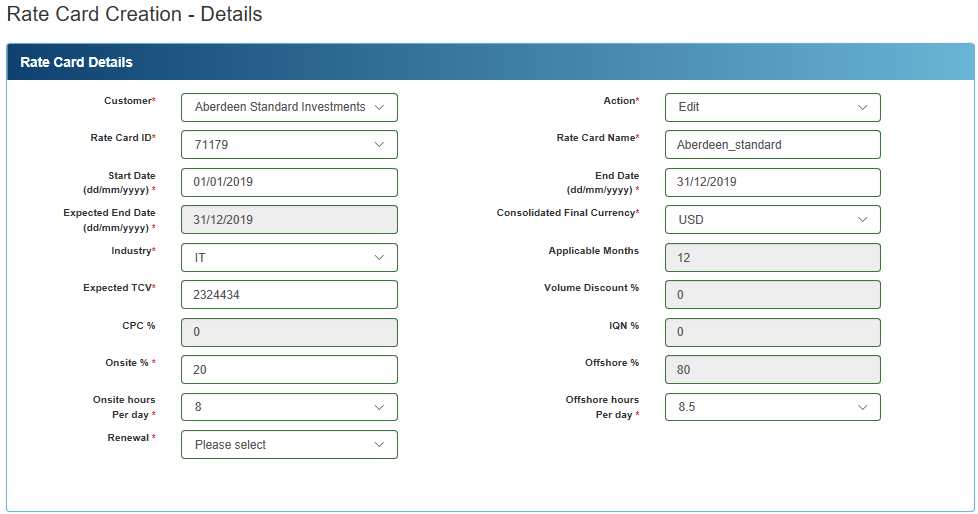 Rate Card Creation - Details
Rate Card Details
Customer*
Aberdeen Standard Investments
Action*
Edit
Rate Card ID*
71179
Rate Card Name*
Aberdeen_standard
Start Date
(dd/mm/yyyy) *
01/01/2019
End Date
(dd/mm/yyyy) *
31/12/2019
Expected End Date
(dd/mm/yyyy) *
31/12/2019
Consolidated Final Currency*
USD
Industry*
IT
Applicable Months
12
Expected TCV*
2324434
Volume Discount %
0
CPC %
0
IQN %
0
Onsite % *
20
Offshore %
80
Onsite hours
Per day *
8
Offshore hours
Per day *
8.5
Renewal *
Please select